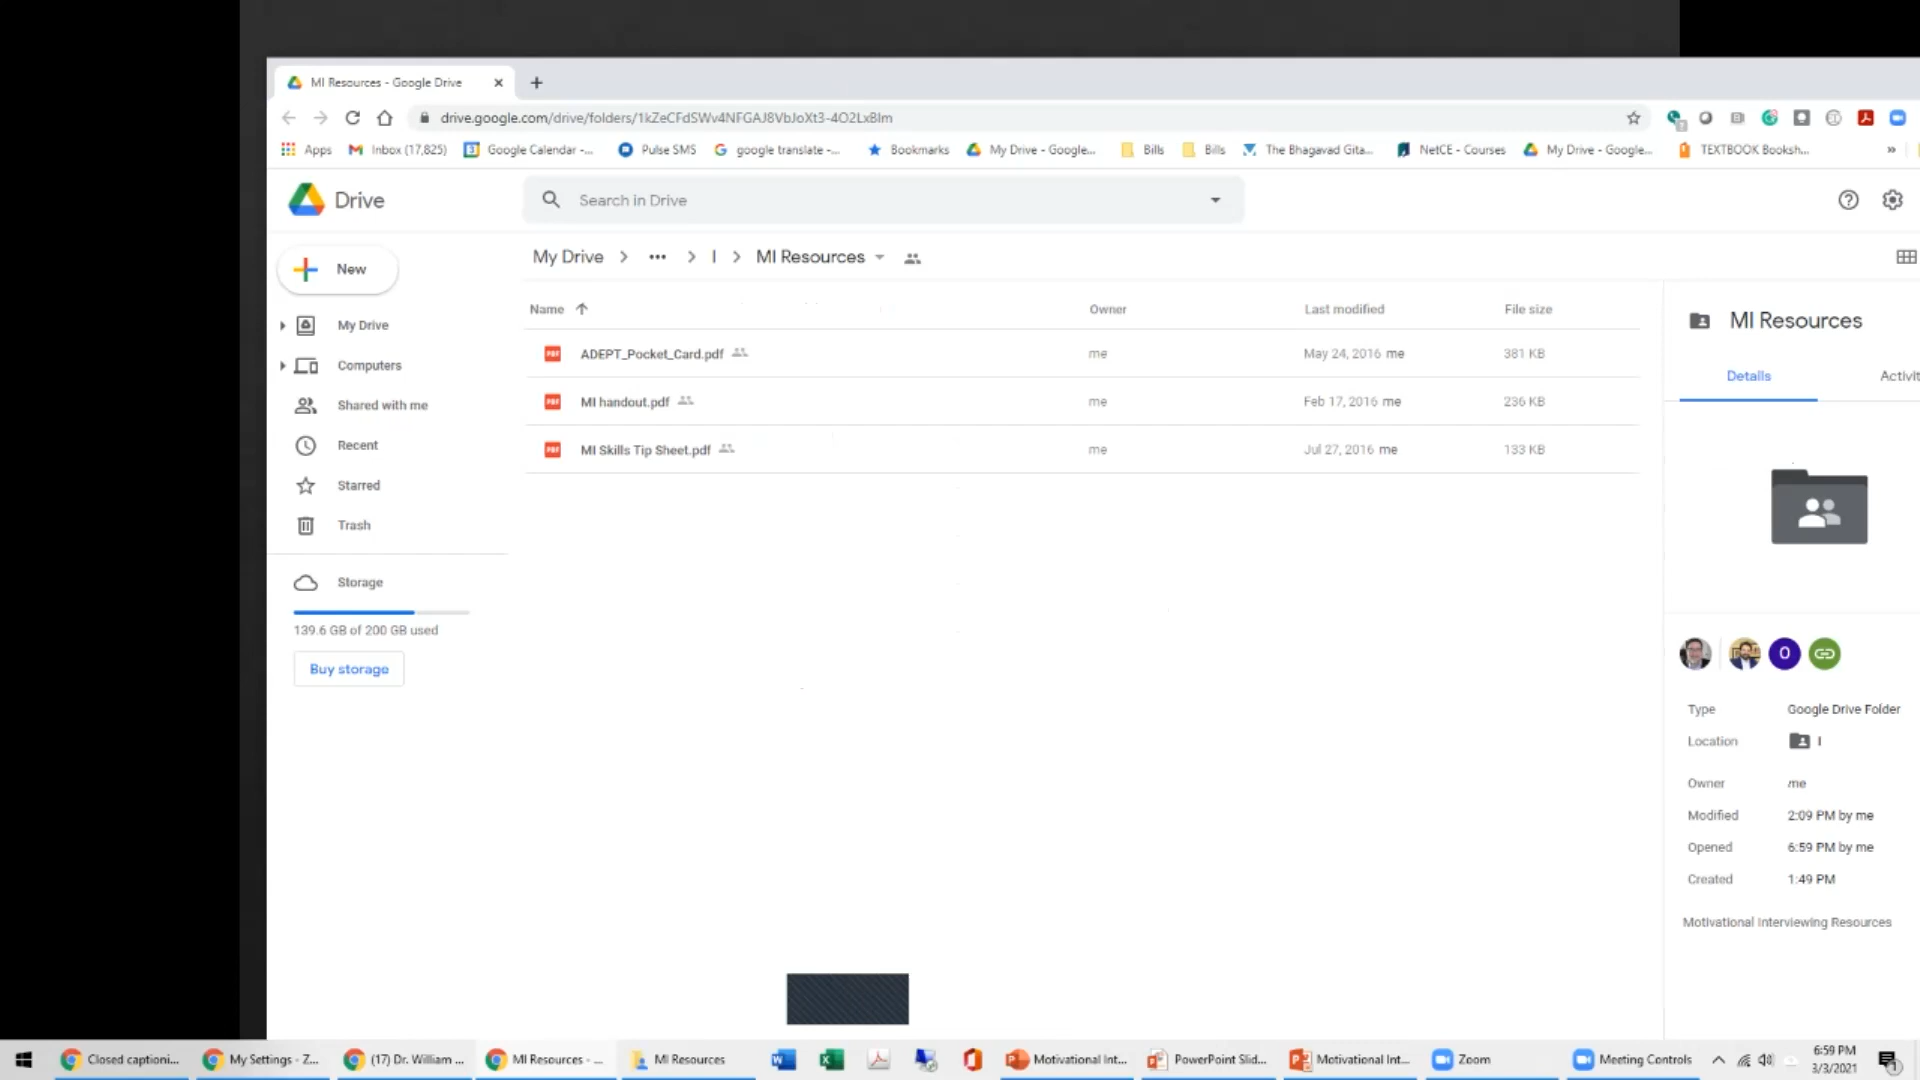 MI Resources - Google Drive
drive.google.com/drive/folders/1kZeCFdSWv4NFGAJ8VbJoXt3-4O2LxBlm
Apps Inbox (17,825) Google Calendar -... Pulse SMS google translate -... Bookmarks My Drive - Google... Bills Bills The Bhagavad Gita... NetCE - Courses My Drive - Google... TEXTBOOK Booksh... »
Drive
Search in Drive
My Drive > ... > I > MI Resources
New
My Drive
Computers
Shared with me
Recent
Starred
Trash
Storage
139.6 GB of 200 GB used
Buy storage
Name Owner Last modified File size
ADEPT_Pocket_Card.pdf me May 24, 2016 me 381 KB
MI handout.pdf me Feb 17, 2016 me 236 KB
MI Skills Tip Sheet.pdf me Jul 27, 2016 me 133 KB
MI Resources
Details Activit
O
Type Google Drive Folder
Location I
Owner me
Modified 2:09 PM by me
Opened 6:59 PM by me
Created 1:49 PM
Motivational Interviewing Resources
Closed captioni... My Settings - Z... (17) Dr. William ... MI Resources - ... MI Resources Motivational Int... PowerPoint Slid... Motivational Int... Zoom Meeting Controls 6:59 PM
3/3/2021